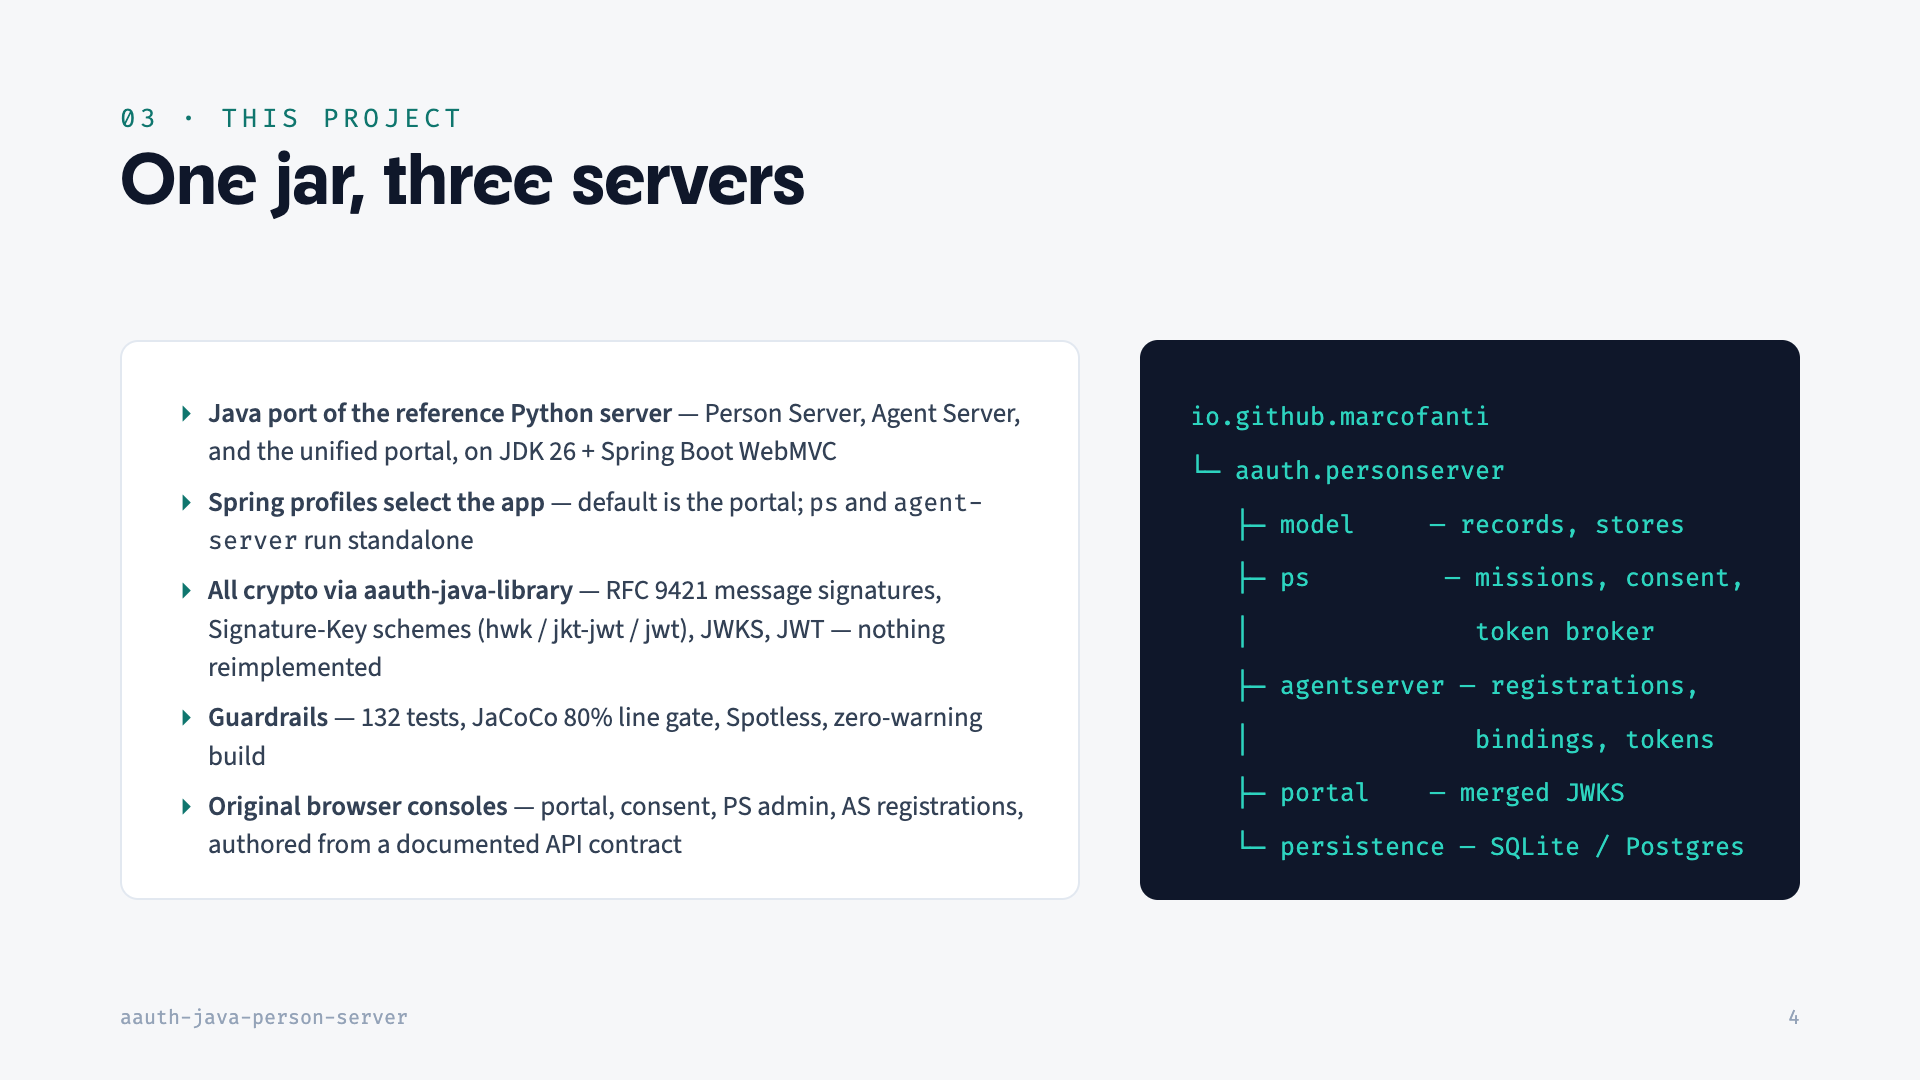 03 · THIS PROJECT
One jar, three servers
Java port of the reference Python server — Person Server, Agent Server,
and the unified portal, on JDK 26 + Spring Boot WebMVC
Spring profiles select the app — default is the portal; ps and agent-
server run standalone
All crypto via aauth-java-library — RFC 9421 message signatures,
Signature-Key schemes (hwk / jkt-jwt / jwt), JWKS, JWT — nothing
reimplemented
Guardrails — 132 tests, JaCoCo 80% line gate, Spotless, zero-warning
build
Original browser consoles — portal, consent, PS admin, AS registrations,
authored from a documented API contract
io.github.marcofanti
└─ aauth.personserver
   ├─ model     — records, stores
   ├─ ps         — missions, consent,
   │               token broker
   ├─ agentserver — registrations,
   │               bindings, tokens
   ├─ portal    — merged JWKS
   └─ persistence — SQLite / Postgres
aauth-java-person-server
4